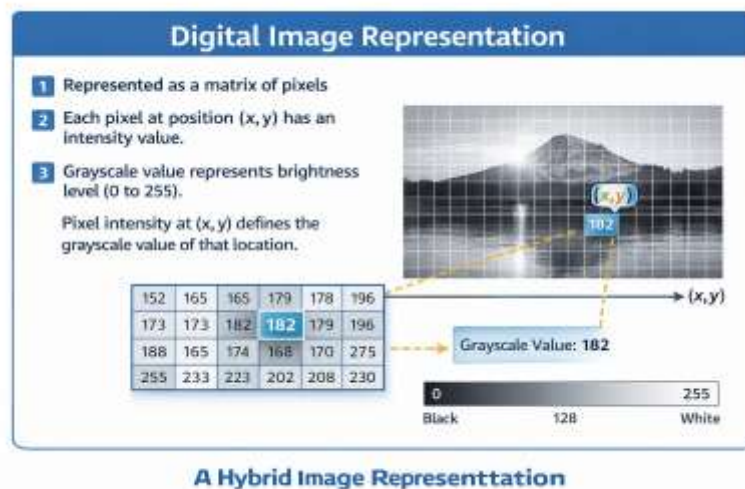 Digital Image Representation
1 Represented as a matrix of pixels
2 Each pixel at position (x, y) has an
intensity value.
3 Grayscale value represents brightness
level (0 to 255).
Pixel intensity at (x, y) defines the
grayscale value of that location.
(x,y)
182
152 165 165 179 178 196
(x,y)
173 173 182 182 179 196
188 165 174 168 170 275
255 233 223 202 208 230
Grayscale Value: 182
0 255
Black 128 White
A Hybrid Image Representtation